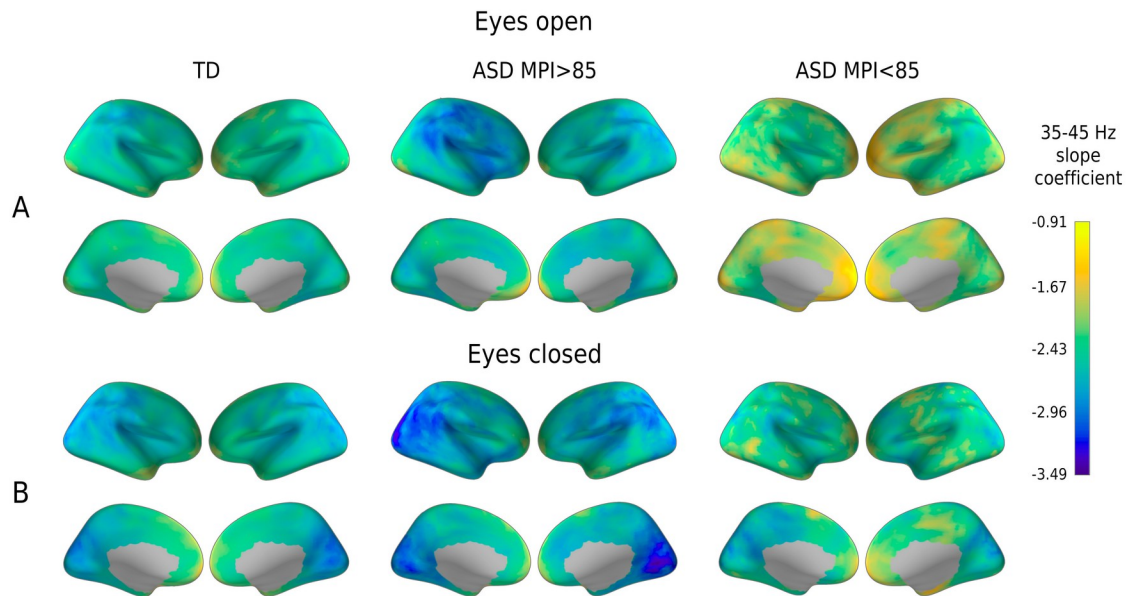 Eyes open
TD
ASD MPI>85
ASD MPI<85
A
35-45 Hz
slope
coefficient
-0.91
-1.67
-2.43
-2.96
-3.49
Eyes closed
B